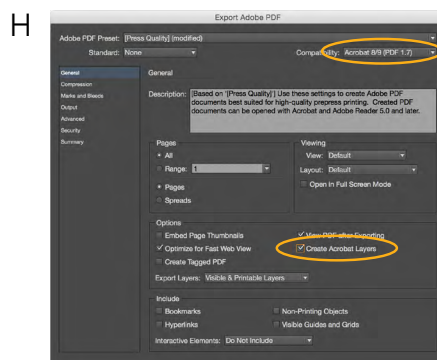 H
Export Adobe PDF
Adobe PDF Preset: [Press Quality] (modified)
Standard: None
Compatibility: Acrobat 8/9 (PDF 1.7)
General
Compression
Marks and Bleeds
Output
Advanced
Security
Summary
General
Description: [Based on '[Press Quality]'] Use these settings to create Adobe PDF
documents best suited for high-quality prepress printing. Created PDF
documents can be opened with Acrobat and Adobe Reader 5.0 and later.
Pages
All
Range: 1
Pages
Spreads
Viewing
View: Default
Layout: Default
Open in Full Screen Mode
Options
Embed Page Thumbnails
View PDF after Exporting
Optimize for Fast Web View
Create Acrobat Layers
Create Tagged PDF
Export Layers: Visible & Printable Layers
Include
Bookmarks
Non-Printing Objects
Hyperlinks
Visible Guides and Grids
Interactive Elements: Do Not Include